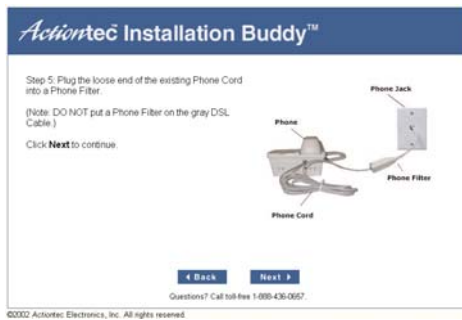 Actiontec Installation Buddy™
Step 5: Plug the loose end of the existing Phone Cord
into a Phone Filter.
(Note: DO NOT put a Phone Filter on the gray DSL
Cable.)
Click Next to continue.
Phone Jack
Phone
Phone Filter
Phone Cord
Back
Next
Questions? Call toll-free 1-888-436-0657.
©2002 Actiontec Electronics, Inc. All rights reserved.